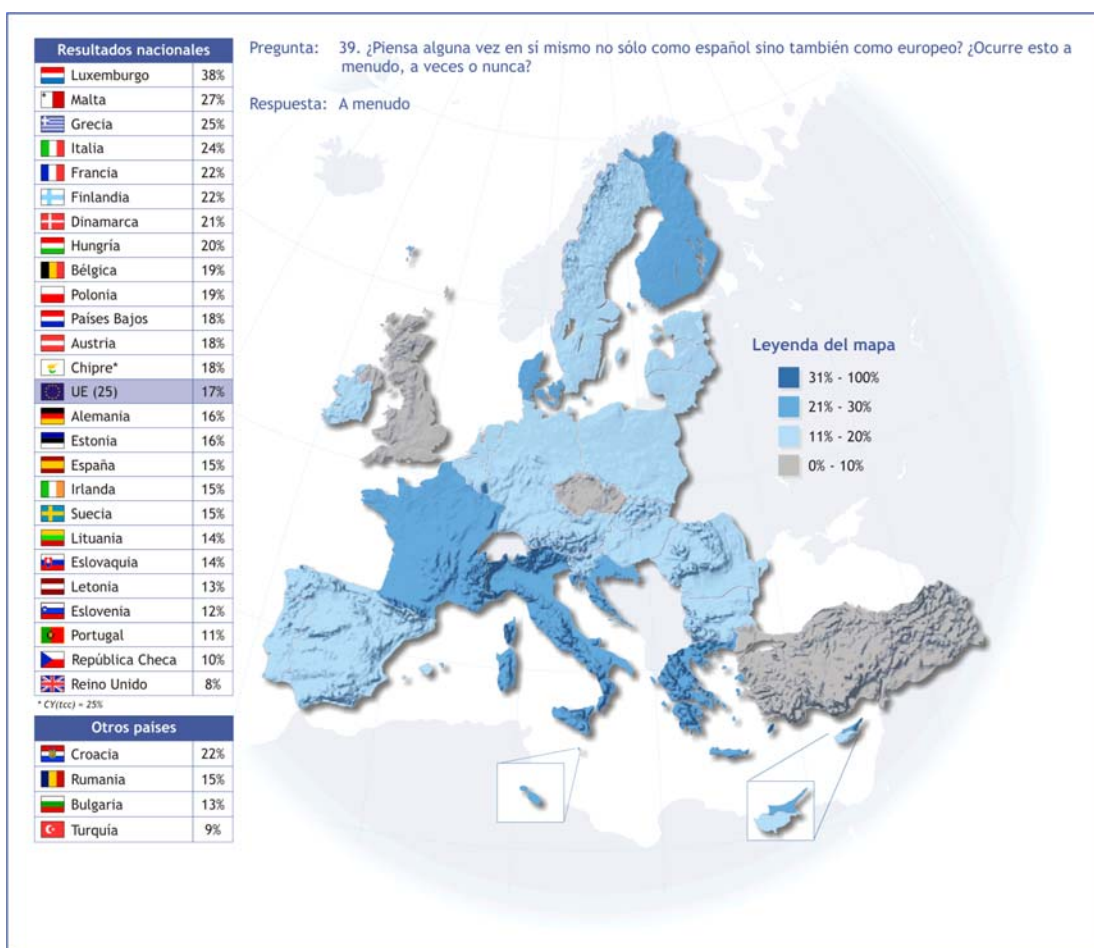 Resultados nacionales
Luxemburgo 38%
Malta 27%
Grecia 25%
Italia 24%
Francia 22%
Finlandia 22%
Dinamarca 21%
Hungría 20%
Bélgica 19%
Polonia 19%
Países Bajos 18%
Austria 18%
Chipre* 18%
UE (25) 17%
Alemania 16%
Estonia 16%
España 15%
Irlanda 15%
Suecia 15%
Lituania 14%
Eslovaquia 14%
Letonia 13%
Eslovenia 12%
Portugal 11%
República Checa 10%
Reino Unido 8%
* CY(tcc) = 25%
Otros países
Croacia 22%
Rumania 15%
Bulgaria 13%
Turquía 9%
Pregunta: 39. ¿Piensa alguna vez en sí mismo no sólo como español sino también como europeo? ¿Ocurre esto a
menudo, a veces o nunca?
Respuesta: A menudo
Leyenda del mapa
31% - 100%
21% - 30%
11% - 20%
0% - 10%